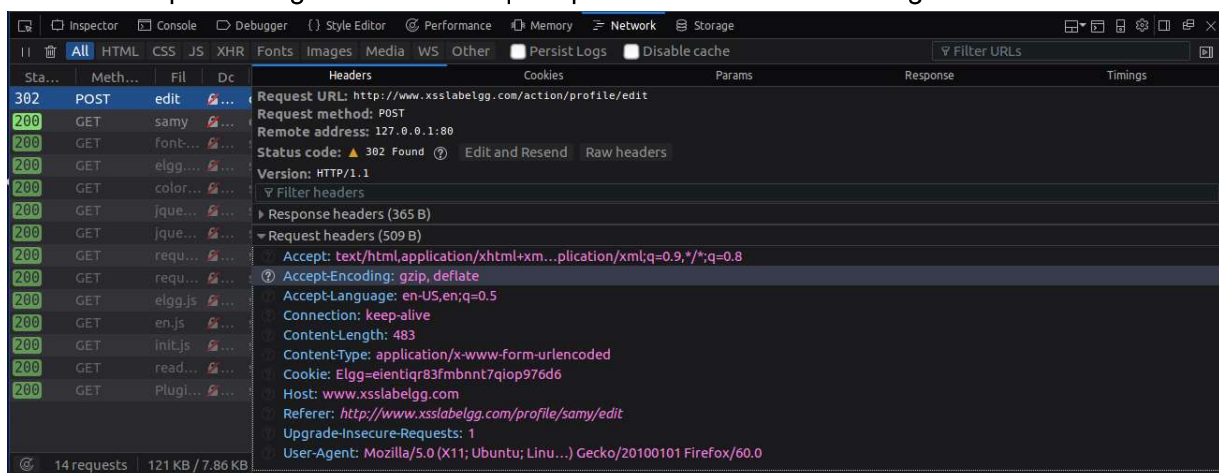 Inspector Console Debugger {} Style Editor Performance Memory Network Storage
All HTML CSS JS XHR Fonts Images Media WS Other Persist Logs Disable cache Filter URLs
Sta... Meth... Fil Dc Headers Cookies Params Response Timings
302 POST edit ... Request URL: http://www.xsslabelgg.com/action/profile/edit
Request method: POST
200 GET samy ...
Remote address: 127.0.0.1:80
200 GET font-... ...
Status code: 302 Found Edit and Resend Raw headers
200 GET elgg.... ...
Version: HTTP/1.1
200 GET color... ... Filter headers
200 GET jque... ... Response headers (365 B)
200 GET jque... ... Request headers (509 B)
200 GET requ... ... Accept: text/html,application/xhtml+xm...plication/xml;q=0.9,*/*;q=0.8
200 GET requ... ... Accept-Encoding: gzip, deflate
200 GET elgg.js ... Accept-Language: en-US,en;q=0.5
200 GET en.js ... Connection: keep-alive
Content-Length: 483
200 GET init.js ... Content-Type: application/x-www-form-urlencoded
200 GET read... ... Cookie: Elgg=eientiqr83fmbnnt7qiop976d6
200 GET Plugi... ... Host: www.xsslabelgg.com
Referer: http://www.xsslabelgg.com/profile/samy/edit
Upgrade-Insecure-Requests: 1
User-Agent: Mozilla/5.0 (X11; Ubuntu; Linu...) Gecko/20100101 Firefox/60.0
14 requests 121 KB / 7.86 KB